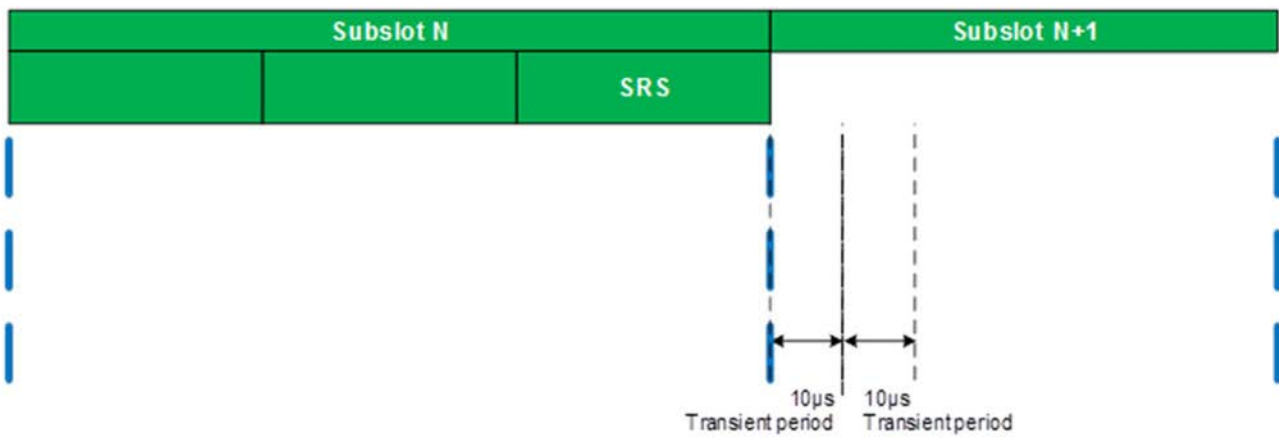 Subslot N
Subslot N+1
SRS
10µs
10µs
Transient period
Transient period